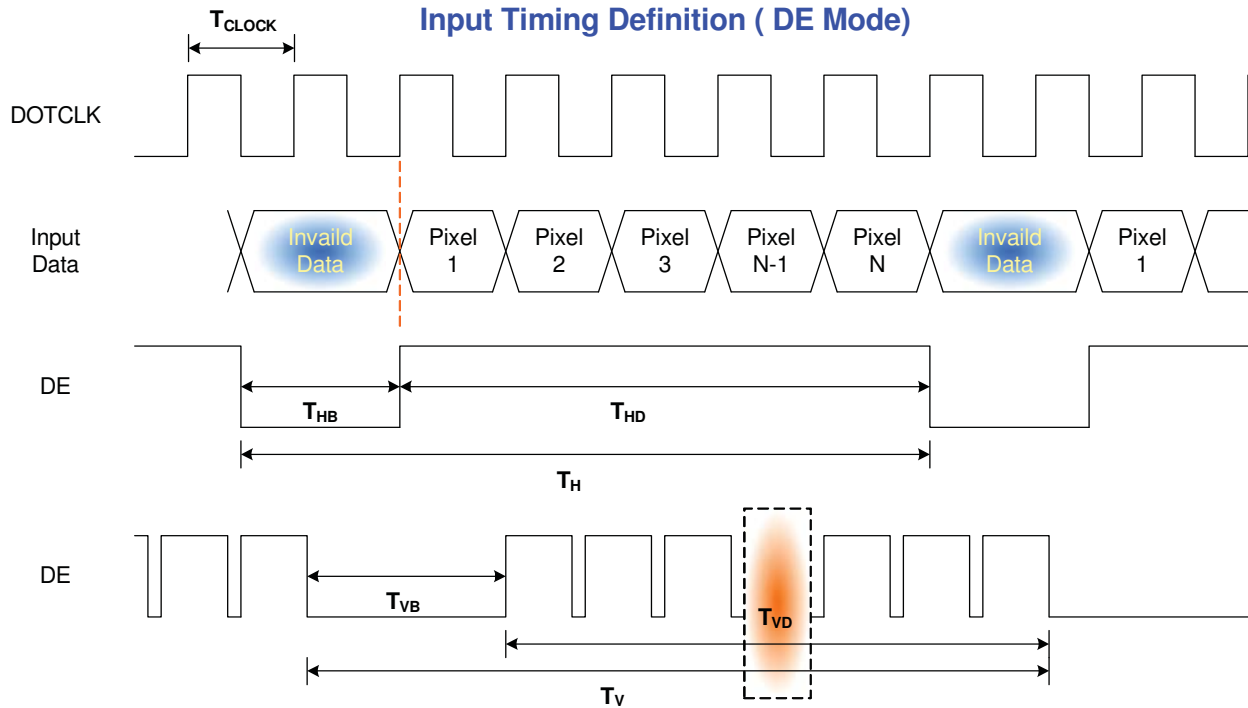 Input Timing Definition ( DE Mode)
TCLOCK
DOTCLK
Input
Data
Invaild
Data
Pixel
1
Pixel
2
Pixel
3
Pixel
N-1
Pixel
N
Invaild
Data
Pixel
1
DE
THB
THD
TH
DE
TVB
TVD
TV